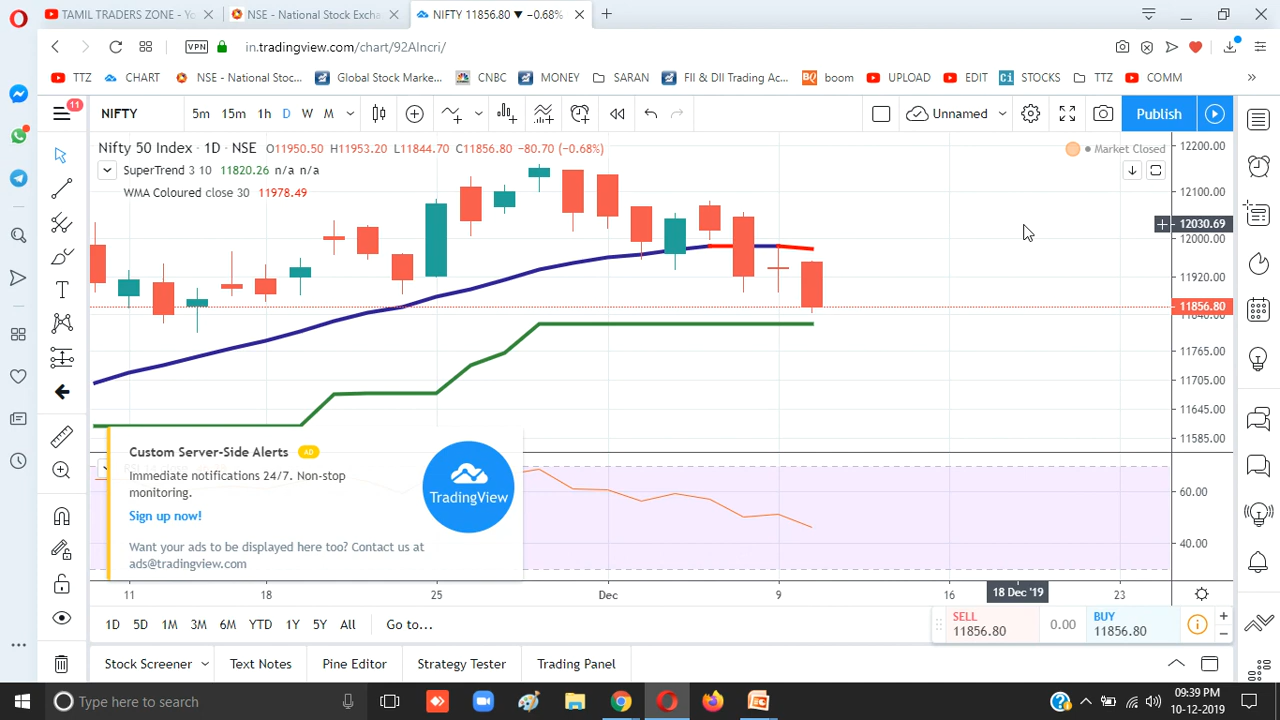 TAMIL TRADERS ZONE - Yo
NSE - National Stock Exchan
NIFTY 11856.80 ▼ −0.68%
VPN
in.tradingview.com/chart/92AIncri/
TTZ
CHART
NSE - National Stoc...
Global Stock Marke...
CNBC
MONEY
SARAN
FII & DII Trading Ac...
boom
UPLOAD
EDIT
STOCKS
TTZ
COMM
»
11
NIFTY
5m 15m 1h D W M
Unnamed
Publish
Nifty 50 Index · 1D · NSE O11950.50 H11953.20 L11844.70 C11856.80 −80.70 (−0.68%)
Market Closed
SuperTrend 3 10 11820.26 n/a n/a
WMA Coloured close 30 11978.49
12200.00
12100.00
12030.69
12000.00
11920.00
11856.80
11840.00
11765.00
11705.00
11645.00
11585.00
60.00
40.00
Custom Server-Side Alerts AD
Immediate notifications 24/7. Non-stop
monitoring.
Sign up now!
Want your ads to be displayed here too? Contact us at
ads@tradingview.com
TradingView
11 18 25 Dec 9 16 18 Dec '19 23
1D 5D 1M 3M 6M YTD 1Y 5Y All Go to...
SELL
11856.80
0.00
BUY
11856.80
Stock Screener
Text Notes
Pine Editor
Strategy Tester
Trading Panel
Type here to search
09:39 PM
10-12-2019